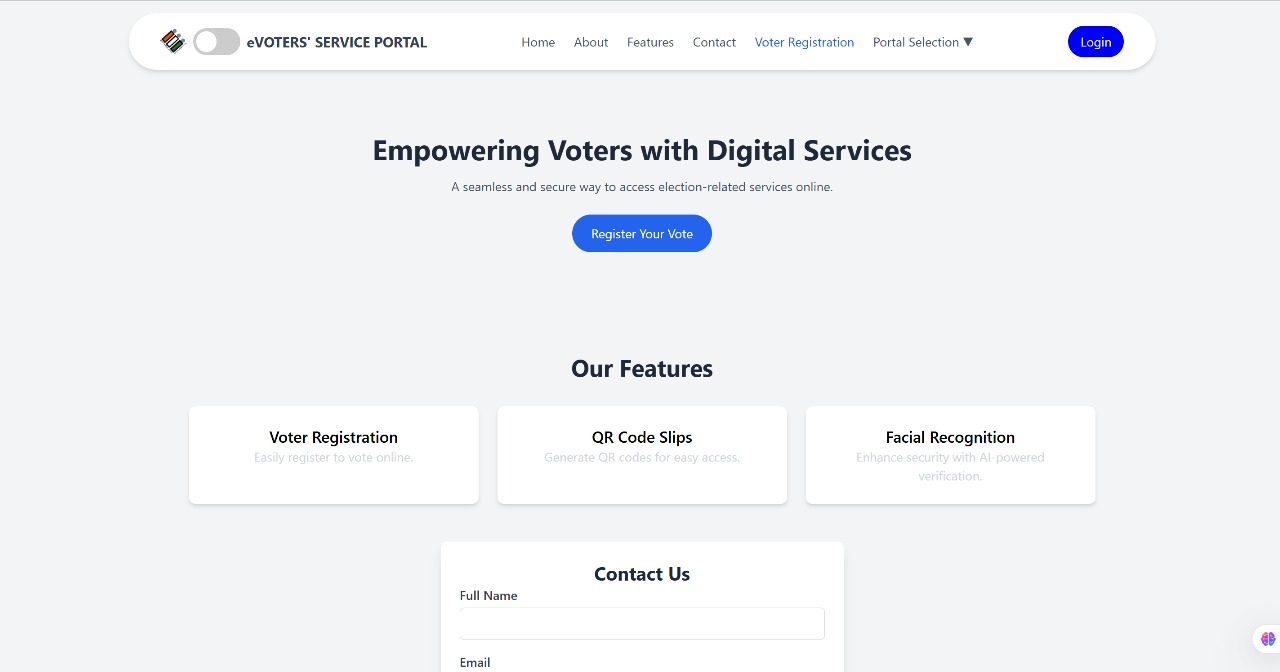 eVOTERS' SERVICE PORTAL
Home About Features Contact Voter Registration Portal Selection ▼
Login
Empowering Voters with Digital Services
A seamless and secure way to access election-related services online.
Register Your Vote
Our Features
Voter Registration
Easily register to vote online.
QR Code Slips
Generate QR codes for easy access.
Facial Recognition
Enhance security with AI-powered
verification.
Contact Us
Full Name
Email